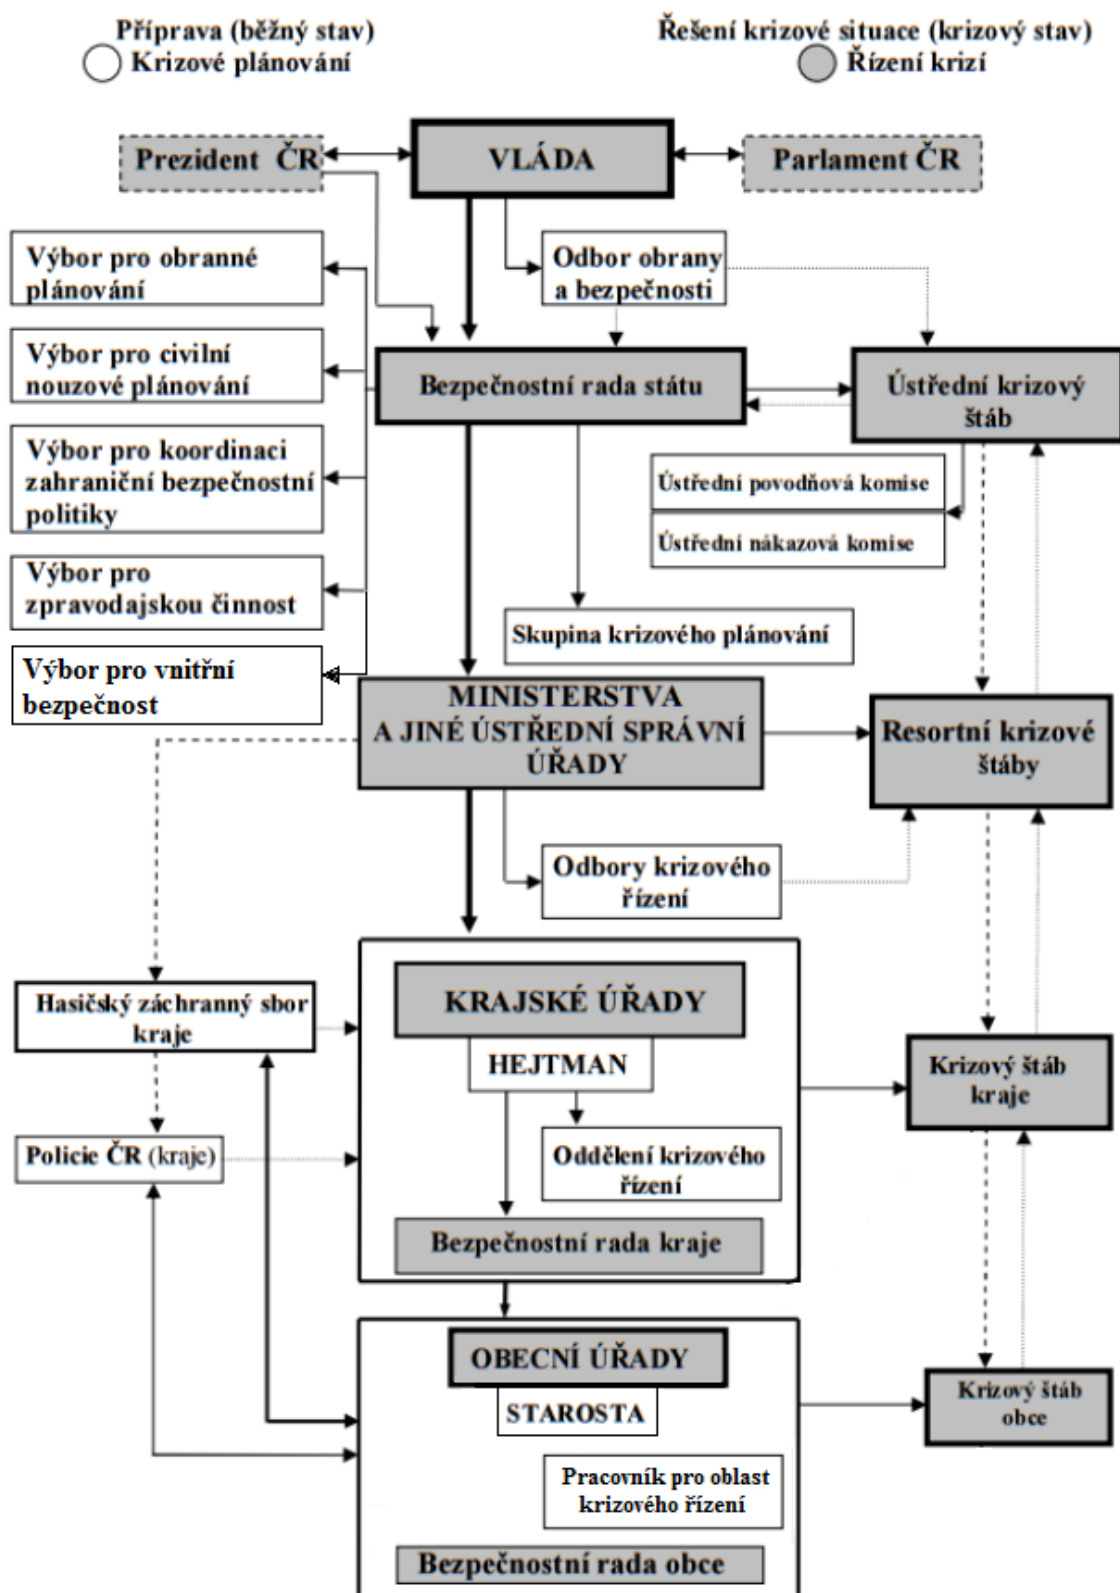 Příprava (běžný stav)
Krizové plánování
Řešení krizové situace (krizový stav)
Řízení krizí
Prezident ČR
VLÁDA
Parlament ČR
Výbor pro obranné
plánování
Odbor obrany
a bezpečnosti
Výbor pro civilní
nouzové plánování
Bezpečnostní rada státu
Ústřední krizový
štáb
Výbor pro koordinaci
zahraniční bezpečnostní
politiky
Ústřední povodňová komise
Ústřední nákazová komise
Výbor pro
zpravodajskou činnost
Skupina krizového plánování
Výbor pro vnitřní
bezpečnost
MINISTERSTVA
A JINÉ ÚSTŘEDNÍ SPRÁVNÍ
ÚŘADY
Resortní krizové
štáby
Odbory krizového
řízení
Hasičský záchranný sbor
kraje
KRAJSKÉ ÚŘADY
HEJTMAN
Krizový štáb
kraje
Policie ČR (kraje)
Oddělení krizového
řízení
Bezpečnostní rada kraje
OBECNÍ ÚŘADY
STAROSTA
Krizový štáb
obce
Pracovník pro oblast
krizového řízení
Bezpečnostní rada obce